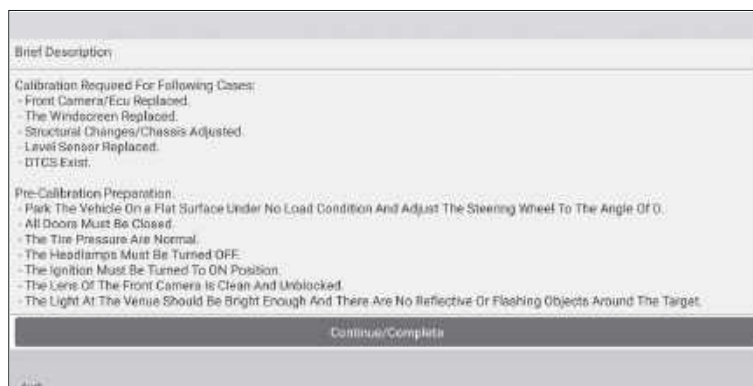 Brief Description
Calibration Required For Following Cases:
- Front Camera/Ecu Replaced.
- The Windscreen Replaced.
- Structural Changes/Chassis Adjusted.
- Level Sensor Replaced.
- DTCS Exist.
Pre-Calibration Preparation.
- Park The Vehicle On a Flat Surface Under No Load Condition And Adjust The Steering Wheel To The Angle Of 0.
- All Doors Must Be Closed.
- The Tire Pressure Are Normal.
- The Headlamps Must Be Turned OFF.
- The Ignition Must Be Turned To ON Position.
- The Lens Of The Front Camera Is Clean And Unblocked.
- The Light At The Venue Should Be Bright Enough And There Are No Reflective Or Flashing Objects Around The Target.
Continue/Complete